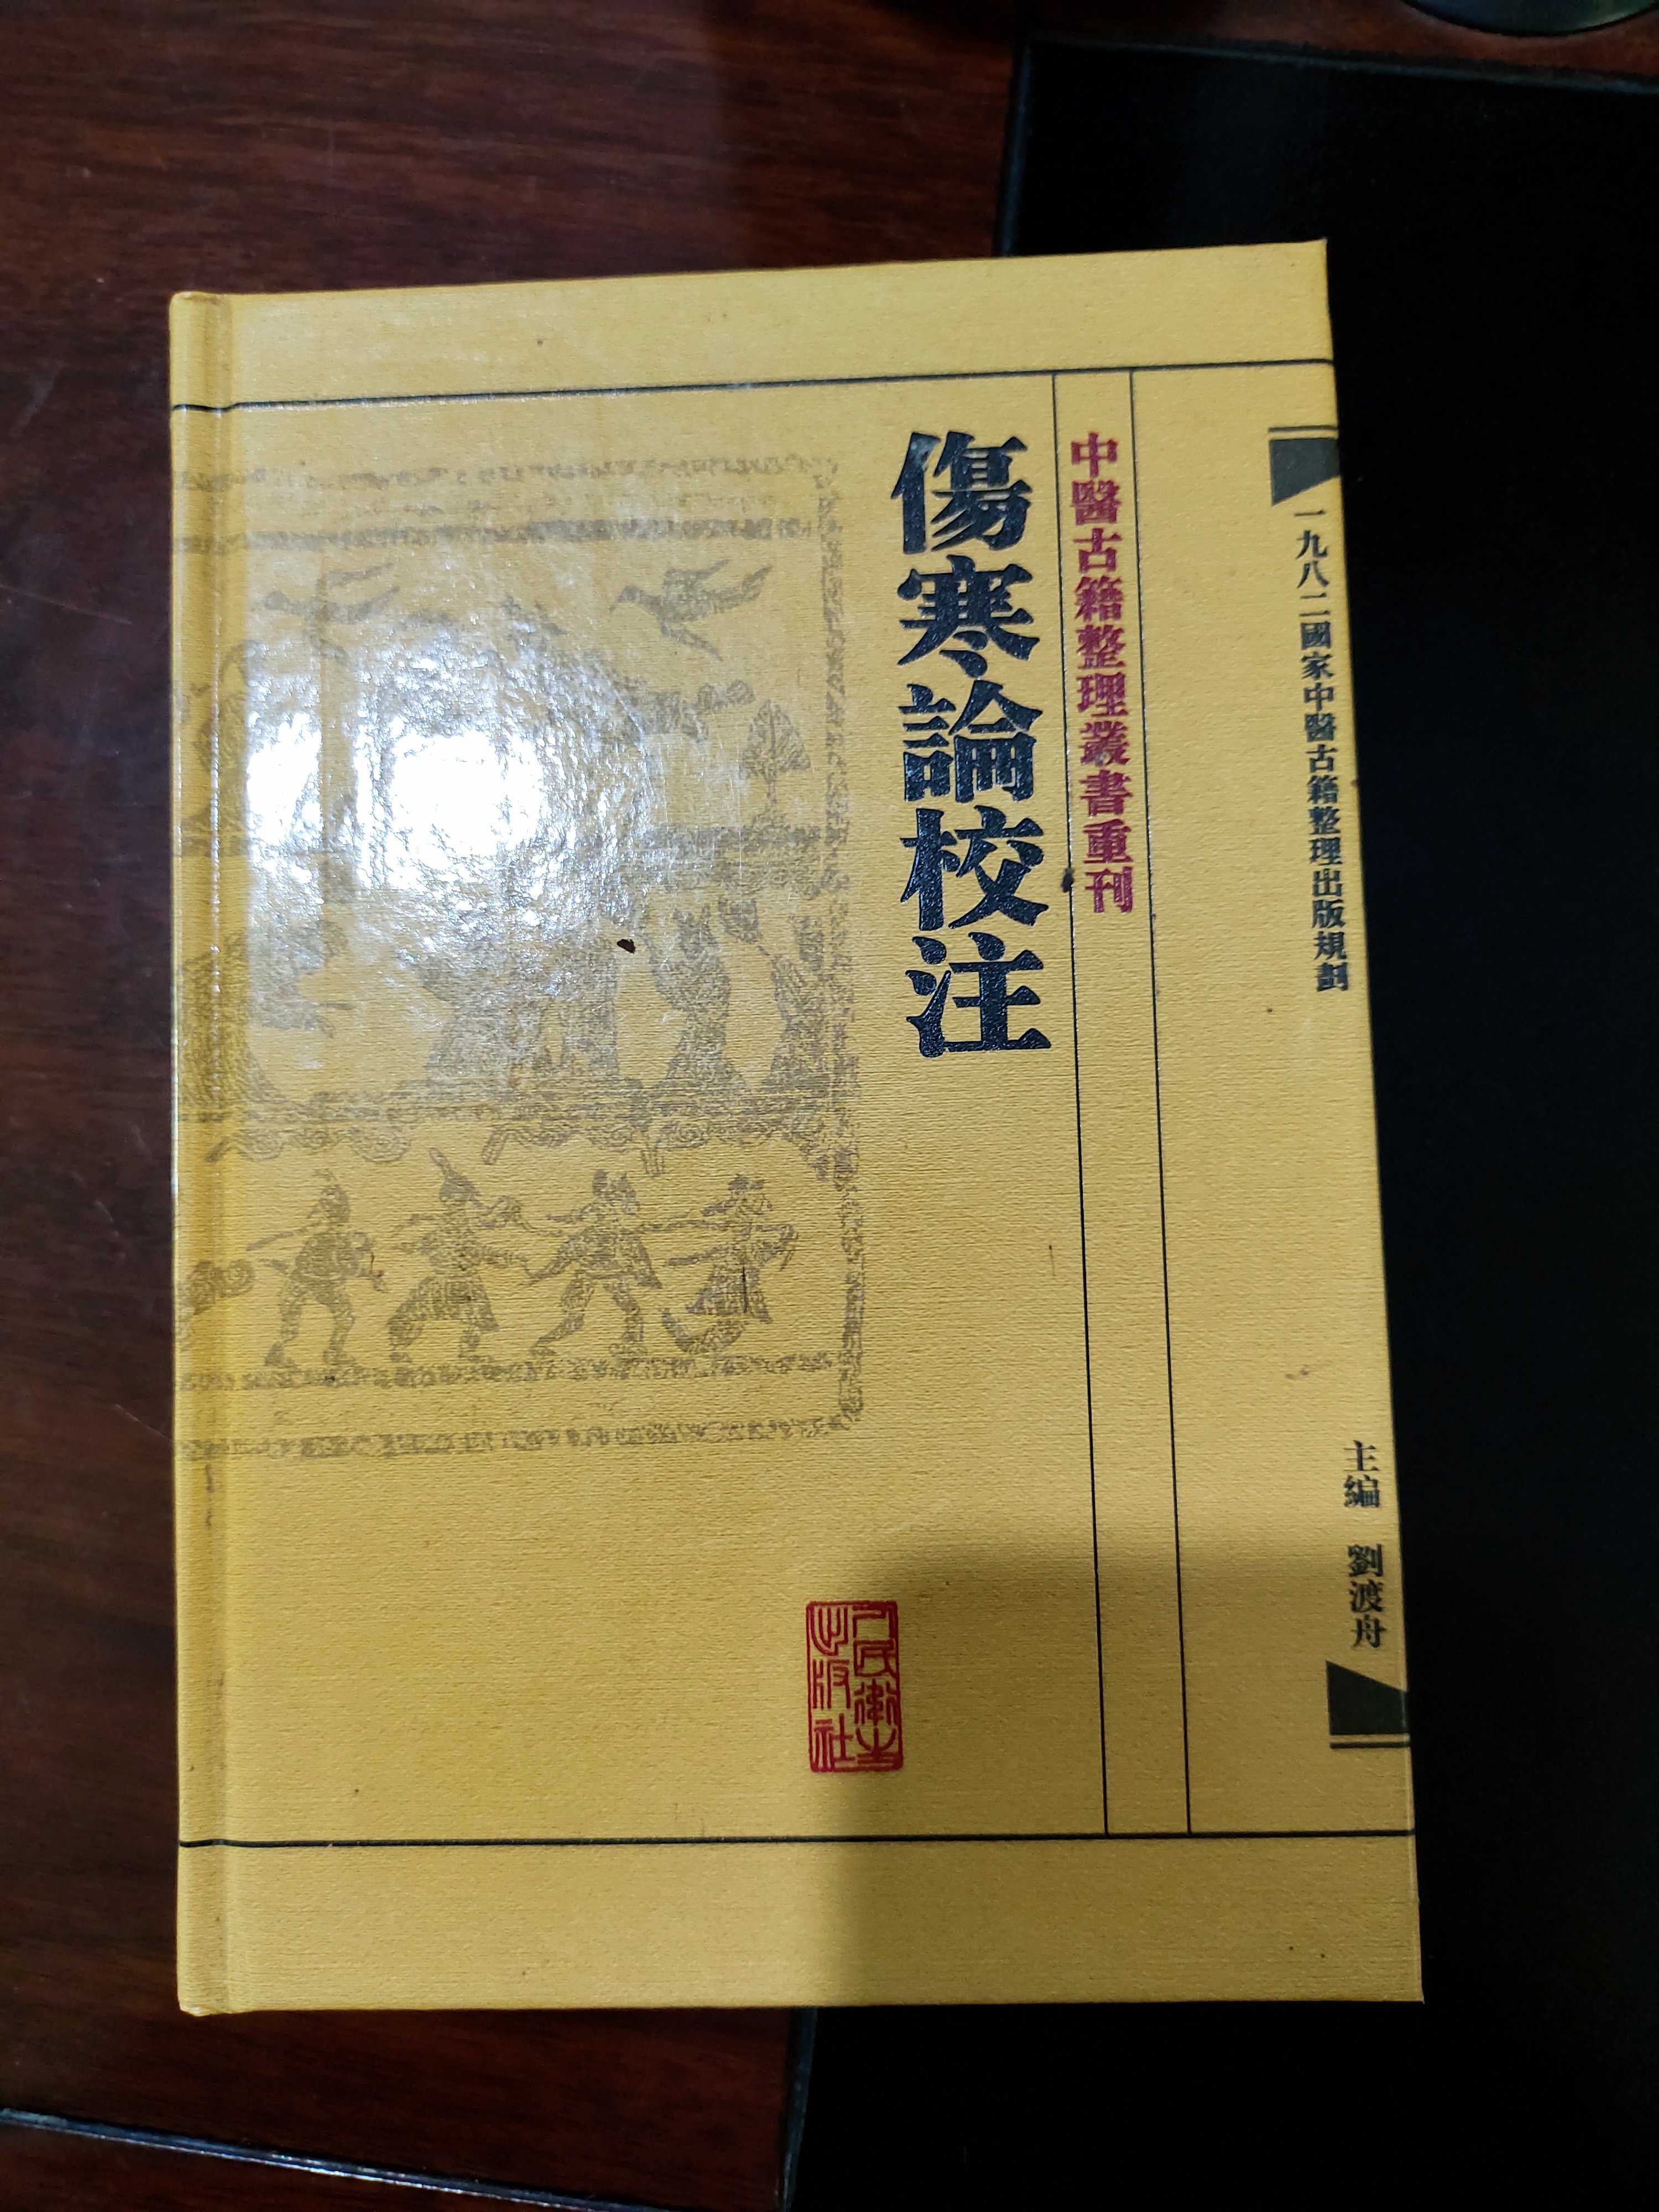 一九八二國家中醫古籍整理出版規劃
主編 劉渡舟
中醫古籍整理叢書重刊
傷寒論校注
人民衛生
出版社